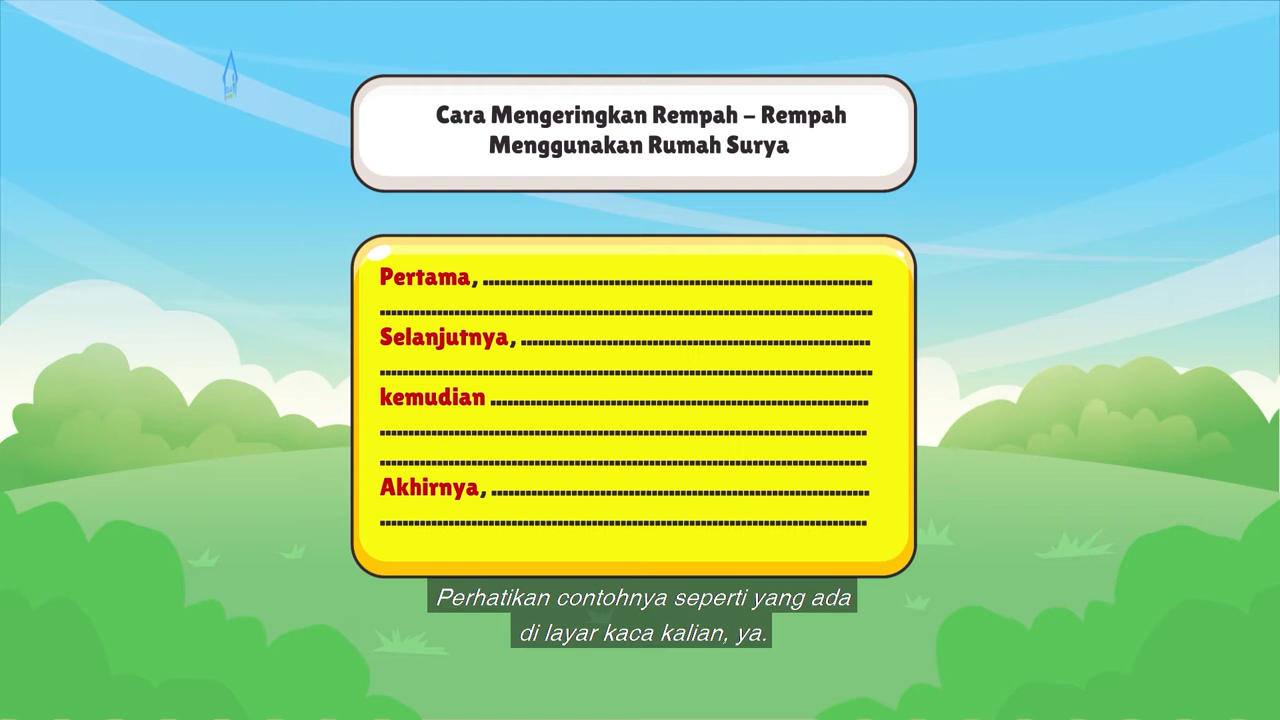 Cara Mengeringkan Rempah – Rempah
Menggunakan Rumah Surya
Pertama, ....................................................................
.....................................................................................
Selanjutnya, .............................................................
.....................................................................................
kemudian ..................................................................
.....................................................................................
.....................................................................................
Akhirnya, ..................................................................
.....................................................................................
Perhatikan contohnya seperti yang ada
di layar kaca kalian, ya.